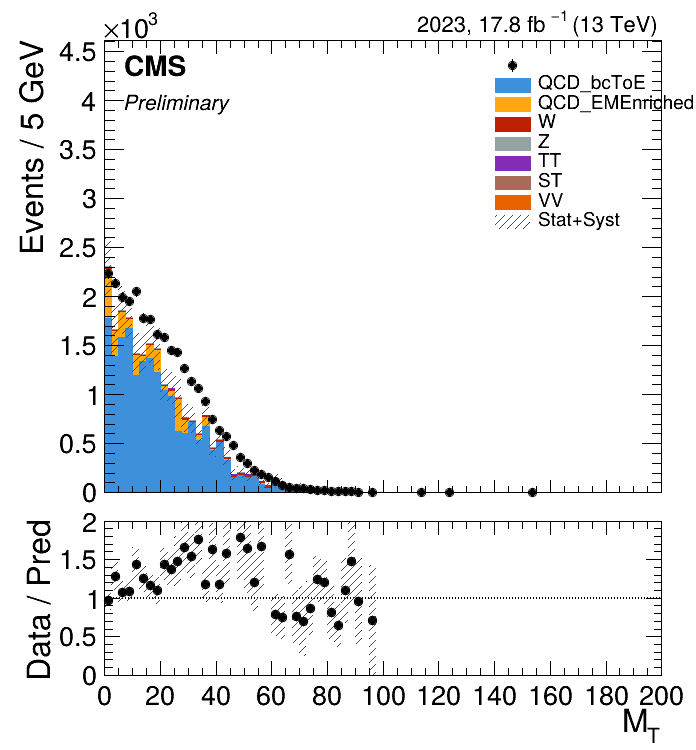 ×10³
2023, 17.8 fb⁻¹ (13 TeV)
CMS
Preliminary
QCD_bcToE
QCD_EMEnriched
W
Z
TT
ST
VV
Stat+Syst
Events / 5 GeV
4.5
4
3.5
3
2.5
2
1.5
1
0.5
0
Data / Pred
2
1.5
1
0.5
0
0 20 40 60 80 100 120 140 160 180 200
M_T